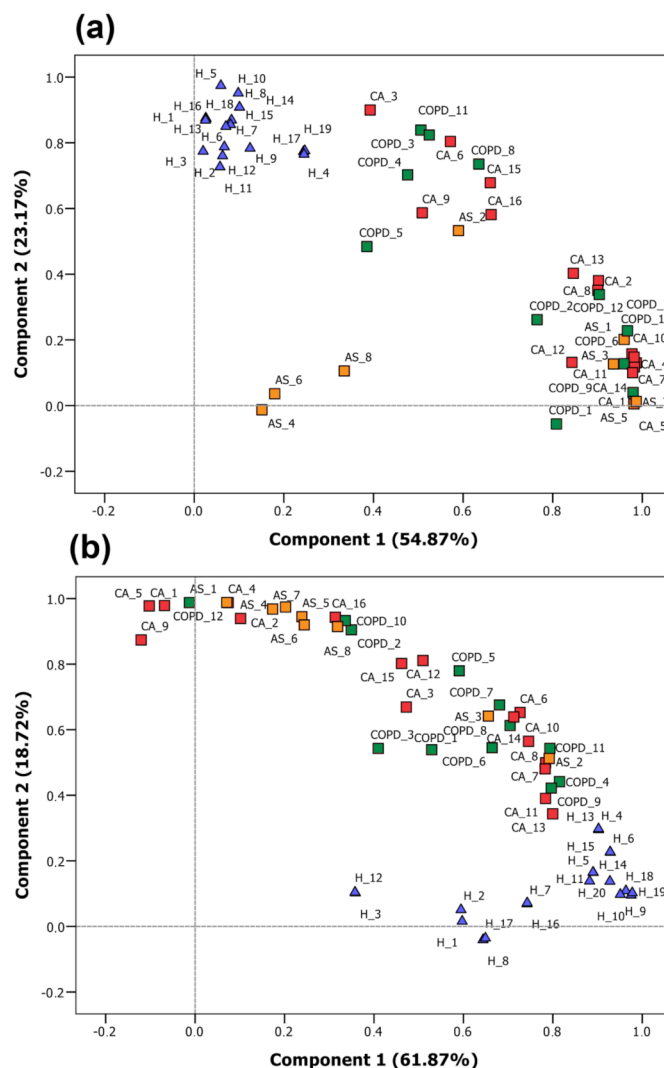 (a)
1.0
0.8
0.6
0.4
0.2
0.0
-0.2
Component 2 (23.17%)
H_5
H_10
H_8
H_16
H_18
H_14
H_1
H_15
H_13
H_6
H_7
H_17
H_19
H_3
H_9
H_2
H_12
H_4
H_11
CA_3
COPD_11
COPD_3
CA_6
COPD_8
COPD_4
CA_15
CA_9
AS_2
CA_16
COPD_5
CA_13
CA_2
CA_8
COPD_2
COPD_12
COPD_
COPD_1
AS_1
COPD_6
CA_10
CA_12
AS_3
CA_4
CA_11
CA_7
COPD_9
CA_14
CA_1
AS_5
COPD_1
CA_5
AS_8
AS_6
AS_4
-0.2
0.0
0.2
0.4
0.6
0.8
1.0
Component 1 (54.87%)
(b)
1.0
0.8
0.6
0.4
0.2
0.0
-0.2
Component 2 (18.72%)
CA_5
CA_1
AS_1
CA_4
AS_7
AS_4
AS_5
CA_16
CA_9
COPD_12
CA_2
AS_6
COPD_10
AS_8
COPD_2
CA_15
CA_12
COPD_5
CA_3
COPD_7
CA_6
AS_3
CA_10
COPD_3
COPD_1
COPD_8
CA_14
COPD_6
CA_8
COPD_11
CA_7
AS_2
COPD_4
CA_11
COPD_9
CA_13
H_13
H_4
H_15
H_6
H_5
H_14
H_11
H_18
H_20
H_19
H_12
H_3
H_2
H_7
H_10
H_9
H_1
H_17
H_16
H_8
-0.2
0.0
0.2
0.4
0.6
0.8
1.0
Component 1 (61.87%)